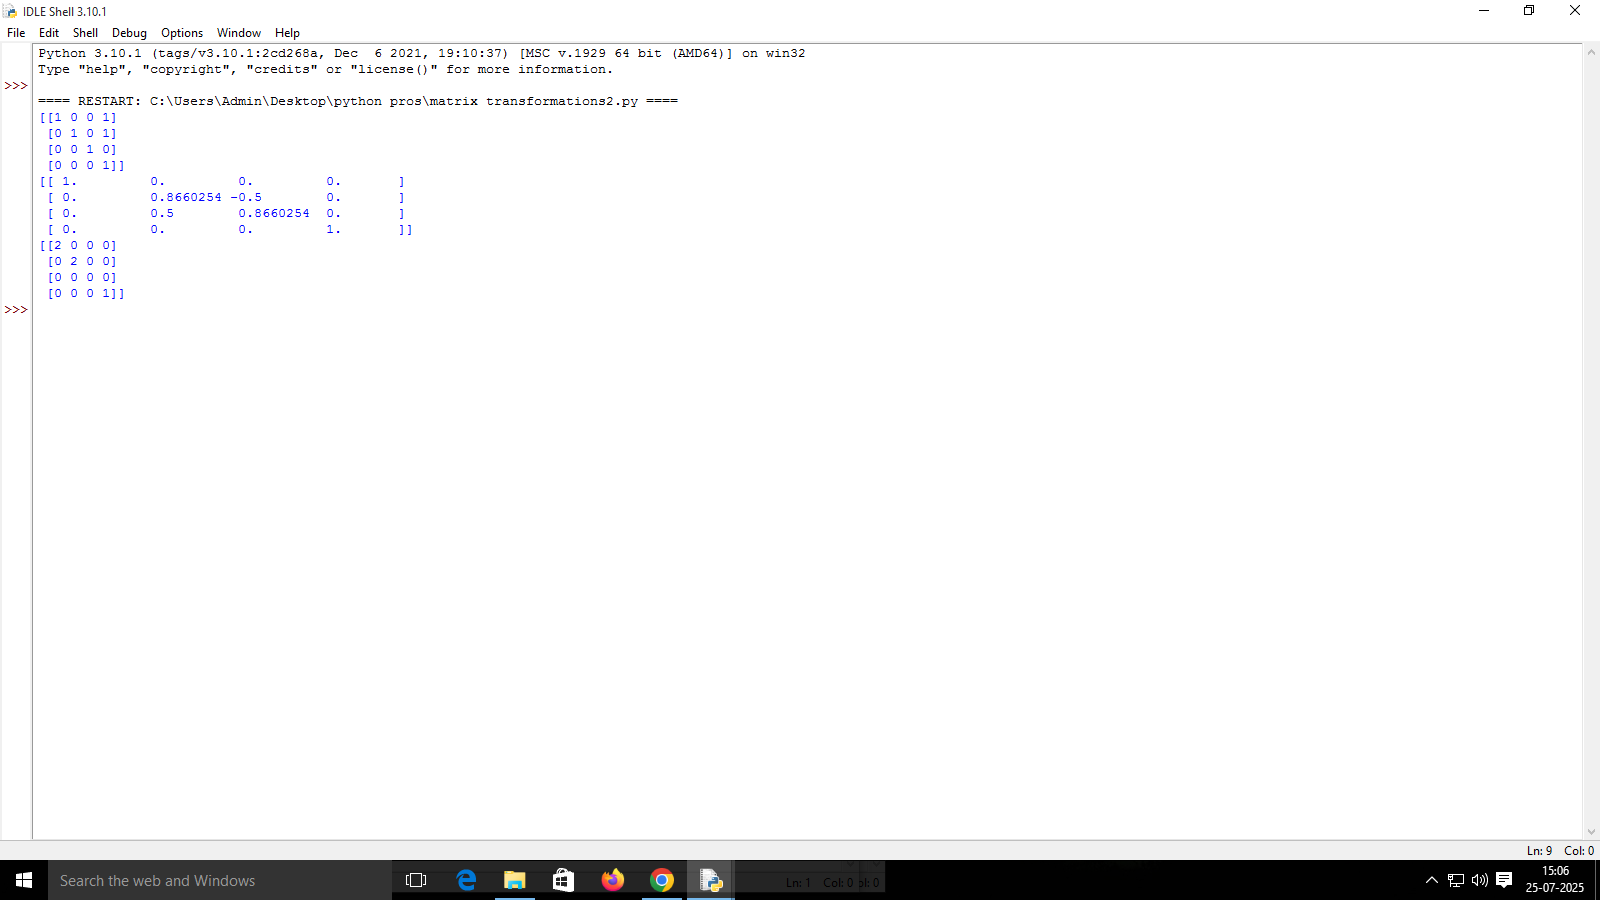 IDLE Shell 3.10.1
File Edit Shell Debug Options Window Help
Python 3.10.1 (tags/v3.10.1:2cd268a, Dec  6 2021, 19:10:37) [MSC v.1929 64 bit (AMD64)] on win32
Type "help", "copyright", "credits" or "license()" for more information.
>>>
==== RESTART: C:\Users\Admin\Desktop\python pros\matrix transformations2.py ====
[[1 0 0 1]
 [0 1 0 1]
 [0 0 1 0]
 [0 0 0 1]]
[[ 1.         0.         0.         0.       ]
 [ 0.         0.8660254 -0.5        0.       ]
 [ 0.         0.5        0.8660254  0.       ]
 [ 0.         0.         0.         1.       ]]
[[2 0 0 0]
 [0 2 0 0]
 [0 0 0 0]
 [0 0 0 1]]
>>>
Ln: 9 Col: 0
Search the web and Windows
Ln: 1 Col: 0 ol: 0
15:06
25-07-2025